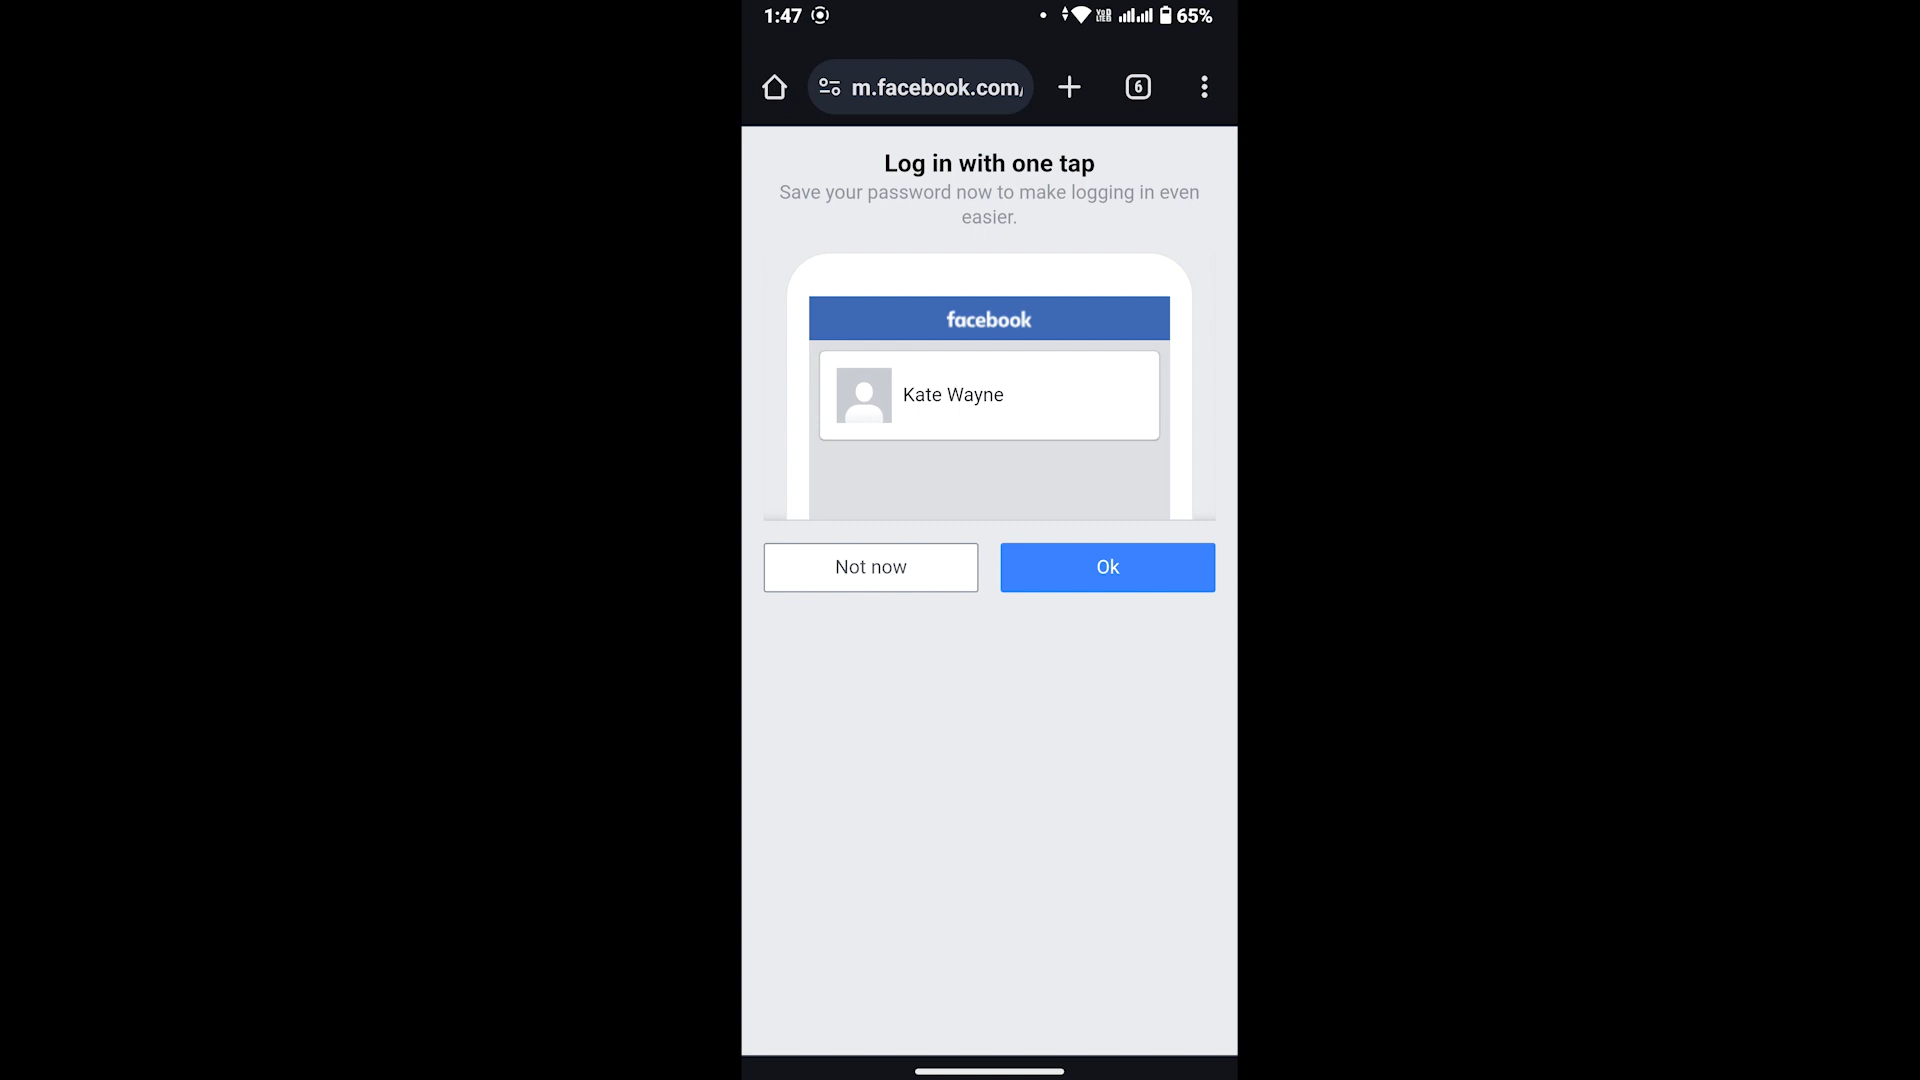 1:47 65%
m.facebook.com/ 6
Log in with one tap
Save your password now to make logging in even
easier.
facebook
Kate Wayne
Not now Ok